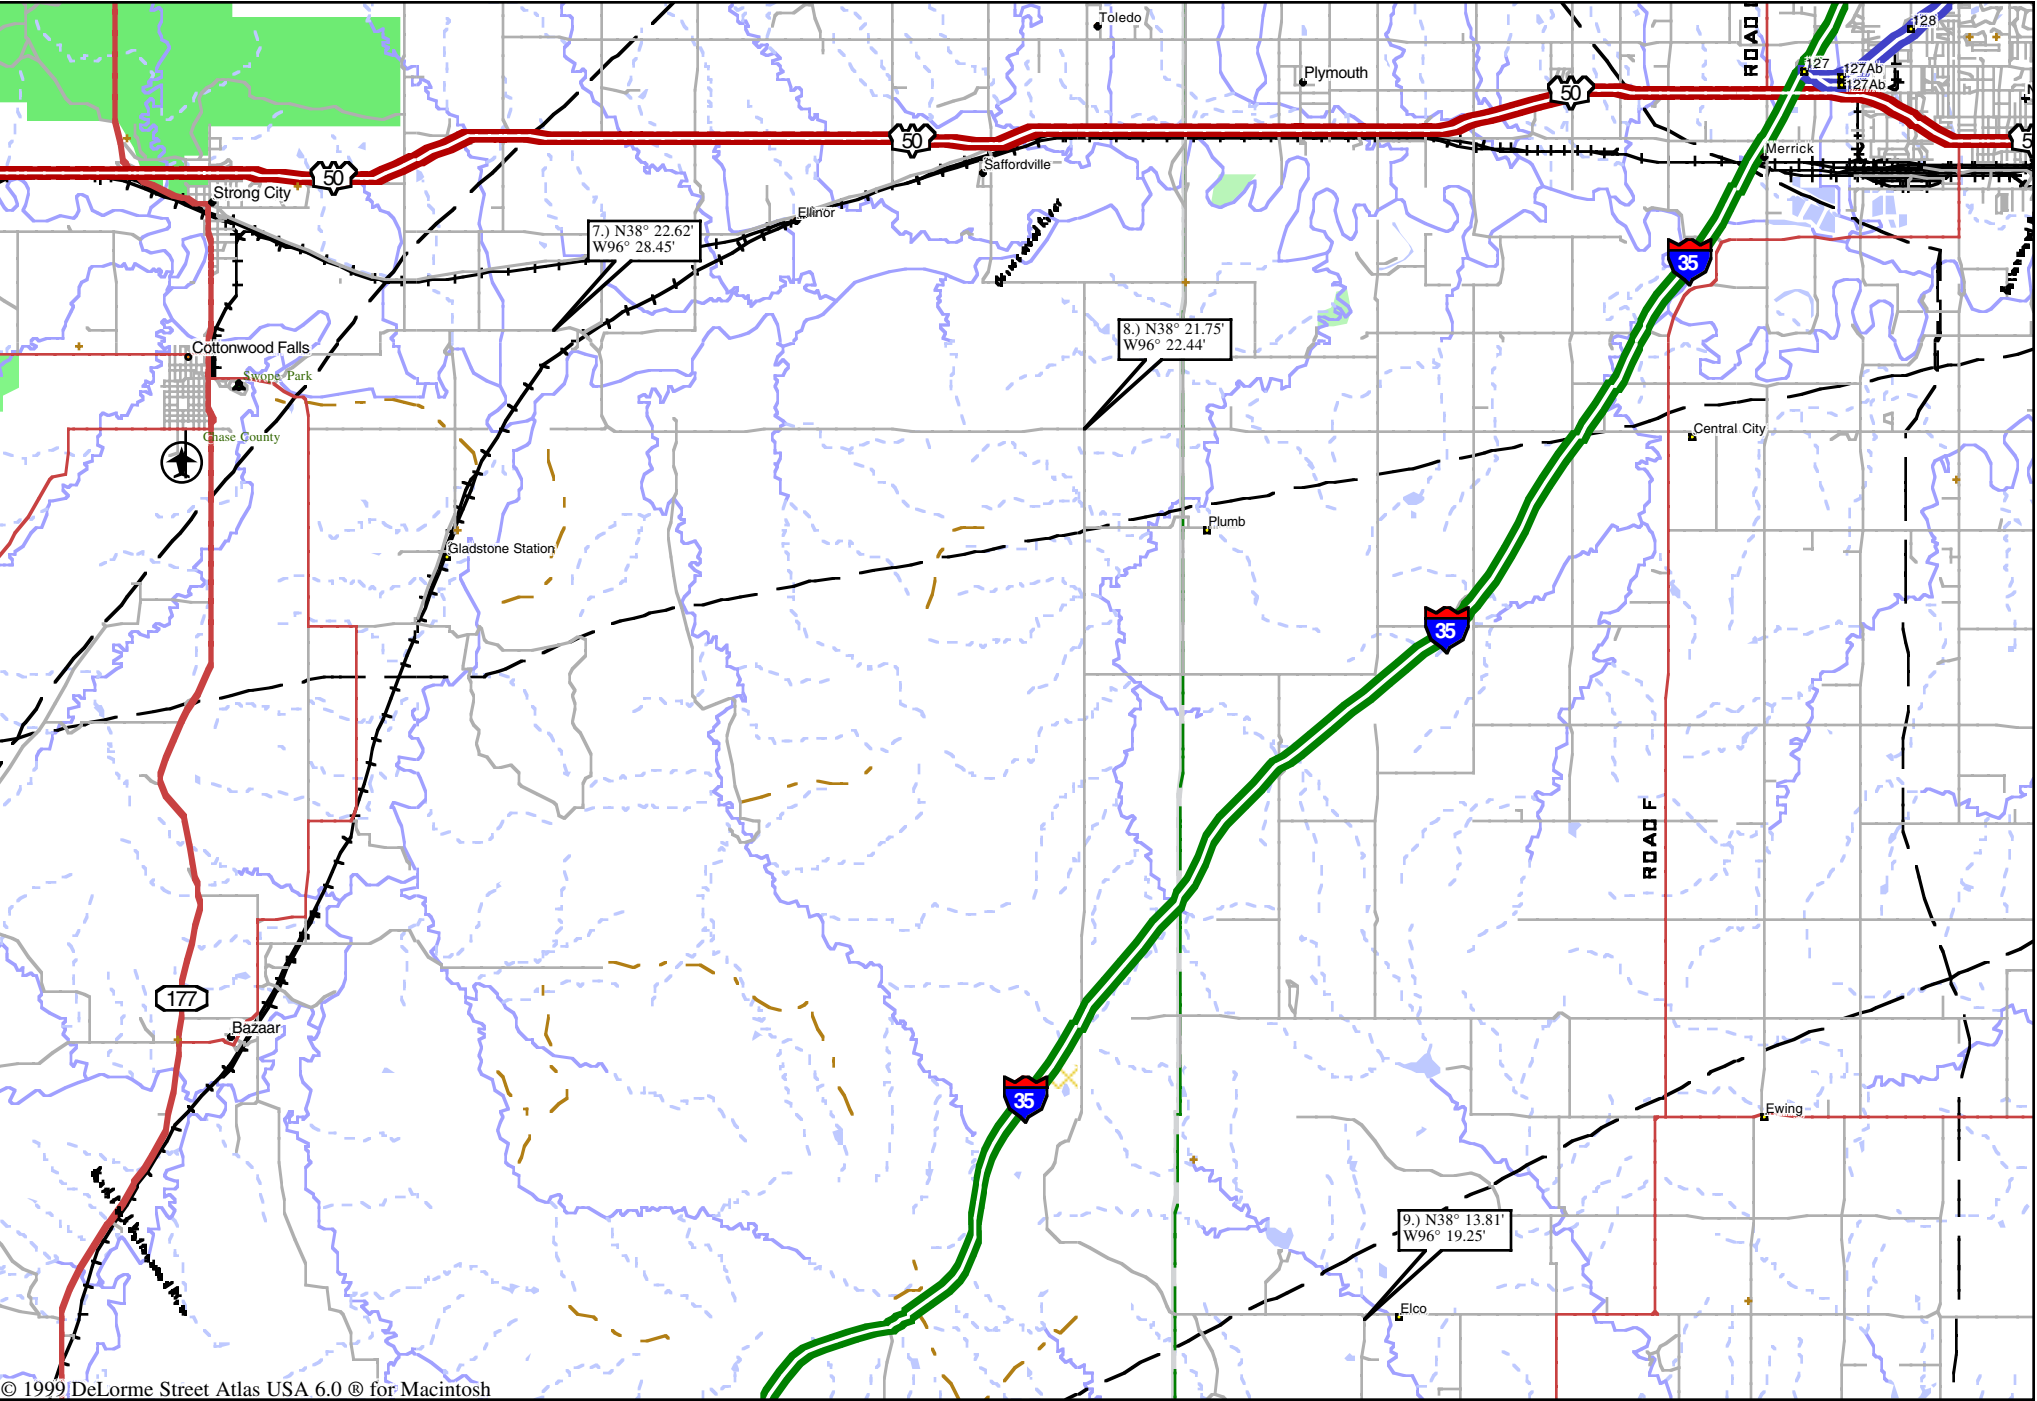 Toledo
128
ROAD
Plymouth
127
127Ab
127Ab
50
50
50
5
Merrick
Saffordville
Strong City
Ellinor
7.) N38° 22.62'
W96° 28.45'
35
8.) N38° 21.75'
W96° 22.44'
Cottonwood Falls
Swope Park
Chase County
Central City
Plumb
Gladstone Station
35
ROAD F
177
Bazaar
35
Ewing
9.) N38° 13.81'
W96° 19.25'
Elco
© 1999 DeLorme Street Atlas USA 6.0 ® for Macintosh